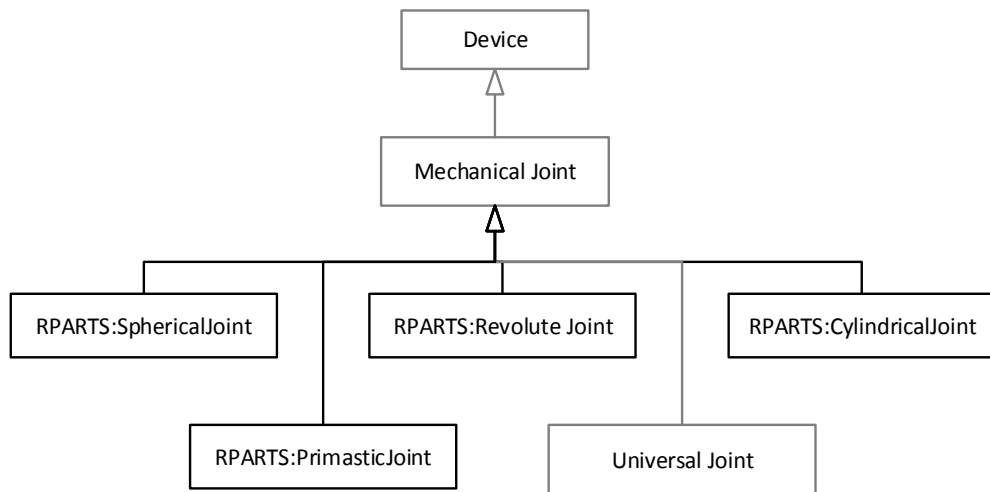 Device
Mechanical Joint
RPARTS:SphericalJoint
RPARTS:Revolute Joint
RPARTS:CylindricalJoint
RPARTS:PrimasticJoint
Universal Joint